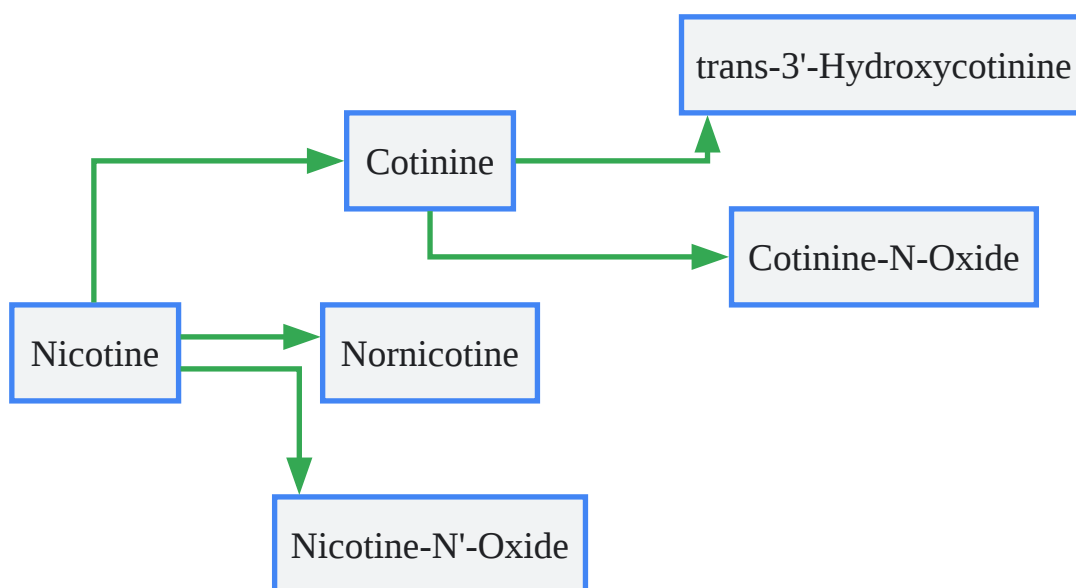 trans-3'-Hydroxycotinine
Cotinine
Cotinine-N-Oxide
Nicotine
Nornicotine
Nicotine-N'-Oxide